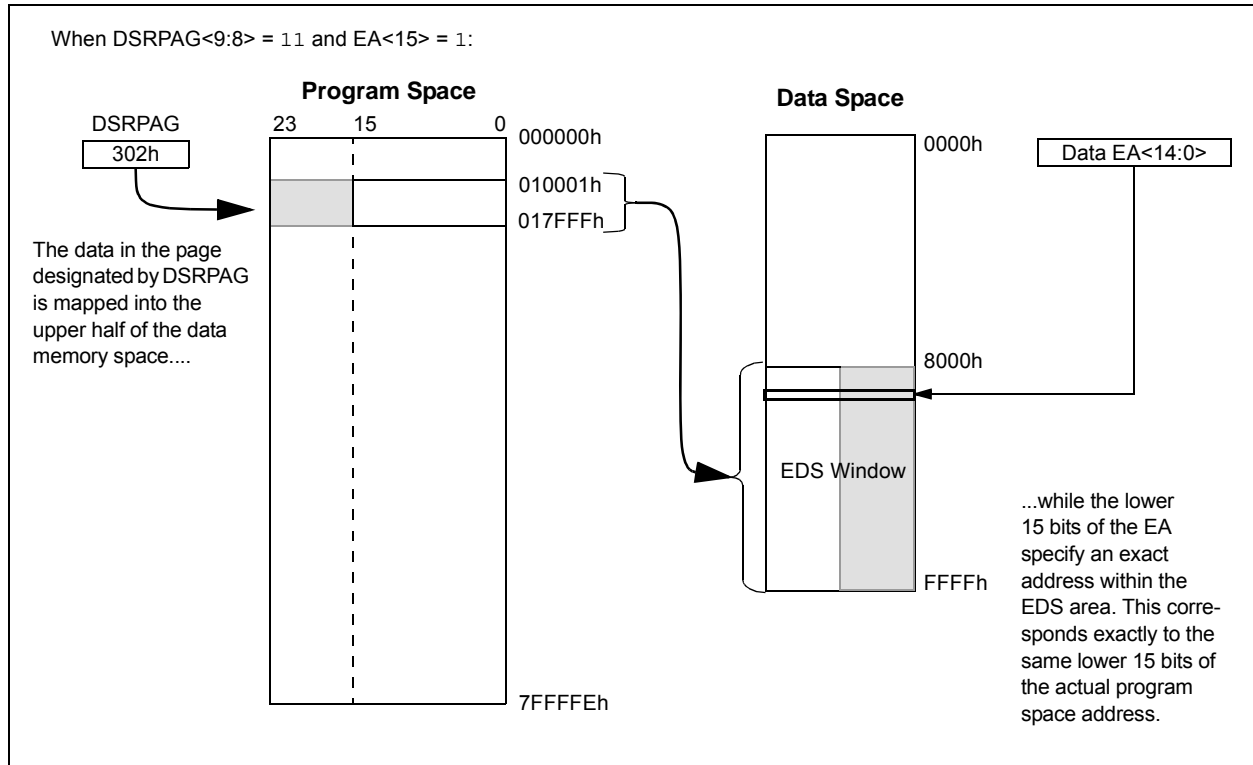 When DSRPAG<9:8> = 11 and EA<15> = 1:
Program Space
Data Space
DSRPAG
302h
23 15 0
000000h
010001h
017FFFh
7FFFFEh
The data in the page
designated by DSRPAG
is mapped into the
upper half of the data
memory space....
0000h
8000h
FFFFh
EDS Window
Data EA<14:0>
...while the lower
15 bits of the EA
specify an exact
address within the
EDS area. This corre-
sponds exactly to the
same lower 15 bits of
the actual program
space address.